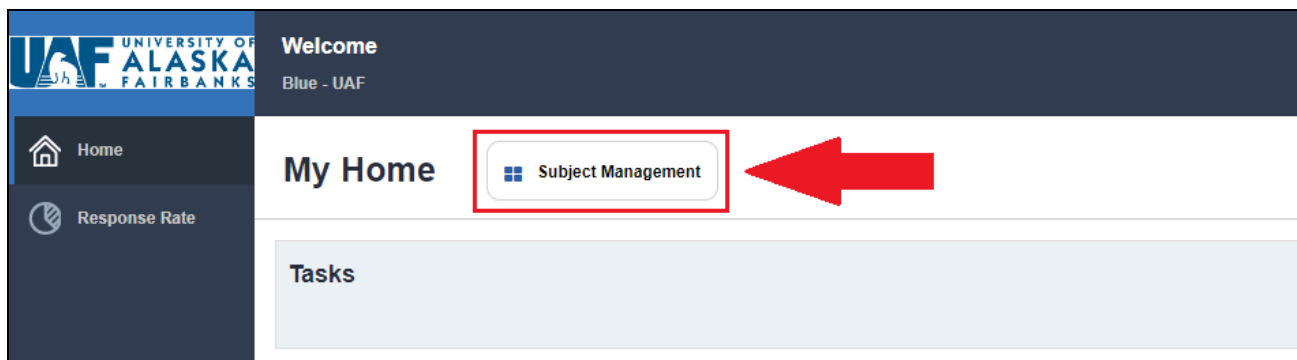 UAF
UNIVERSITY OF
ALASKA
FAIRBANKS
Welcome
Blue - UAF
Home
Response Rate
My Home
Subject Management
Tasks